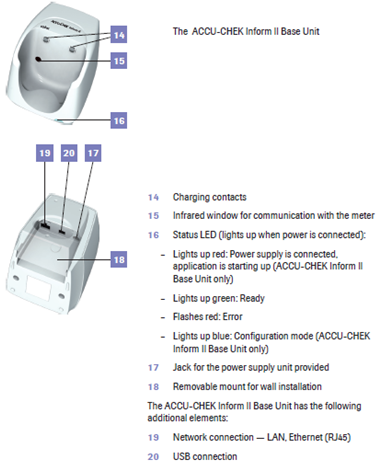 The ACCU-CHEK Inform II Base Unit
14
15
16
19 20 17
18
14 Charging contacts
15 Infrared window for communication with the meter
16 Status LED (lights up when power is connected):
– Lights up red: Power supply is connected,
application is starting up (ACCU-CHEK Inform II
Base Unit only)
– Lights up green: Ready
– Flashes red: Error
– Lights up blue: Configuration mode (ACCU-CHEK
Inform II Base Unit only)
17 Jack for the power supply unit provided
18 Removable mount for wall installation
The ACCU-CHEK Inform II Base Unit has the following
additional elements:
19 Network connection — LAN, Ethernet (RJ45)
20 USB connection